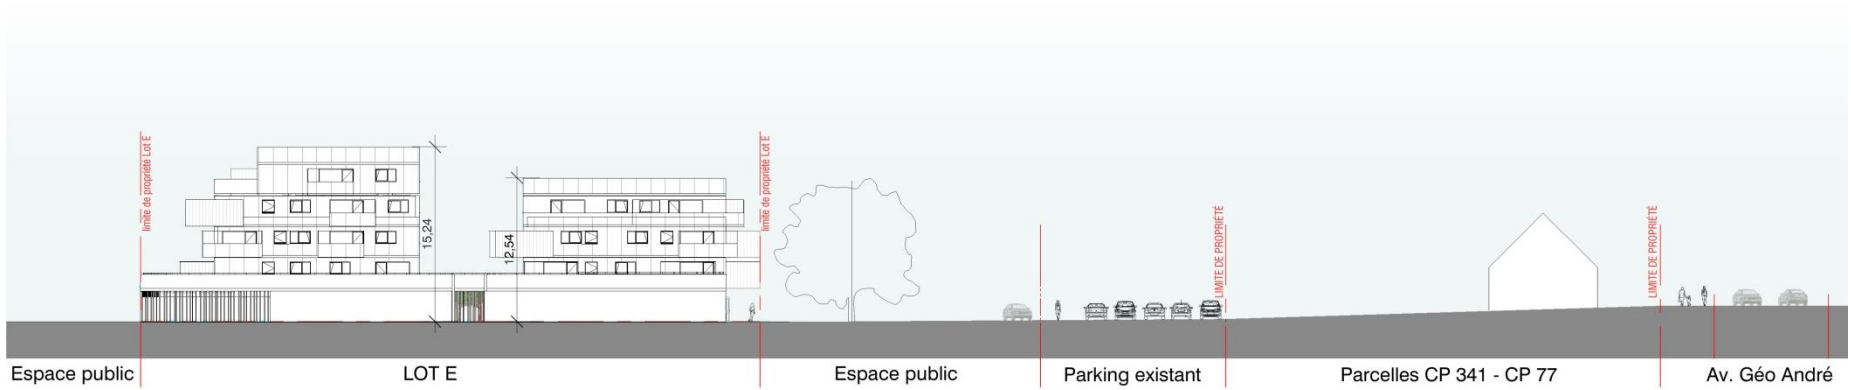 limite de propriété Lot E
15,24
12,54
limite de propriété Lot E
LIMITE DE PROPRIÉTÉ
LIMITE DE PROPRIÉTÉ
Espace public
LOT E
Espace public
Parking existant
Parcelles CP 341 - CP 77
Av. Géo André